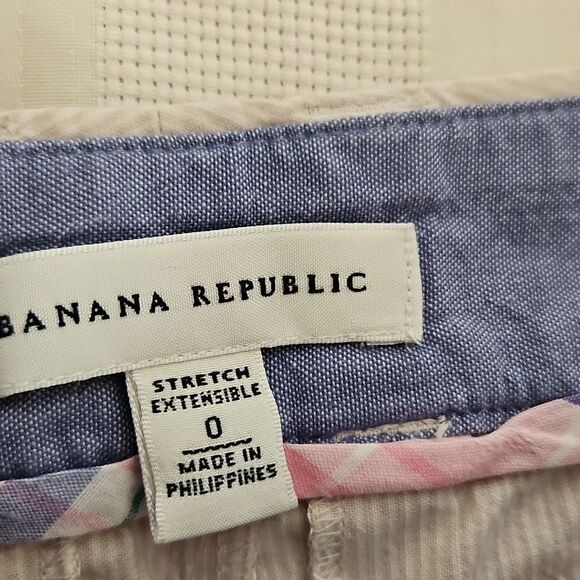 BANANA REPUBLIC
STRETCH
EXTENSIBLE
0
MADE IN
PHILIPPINES